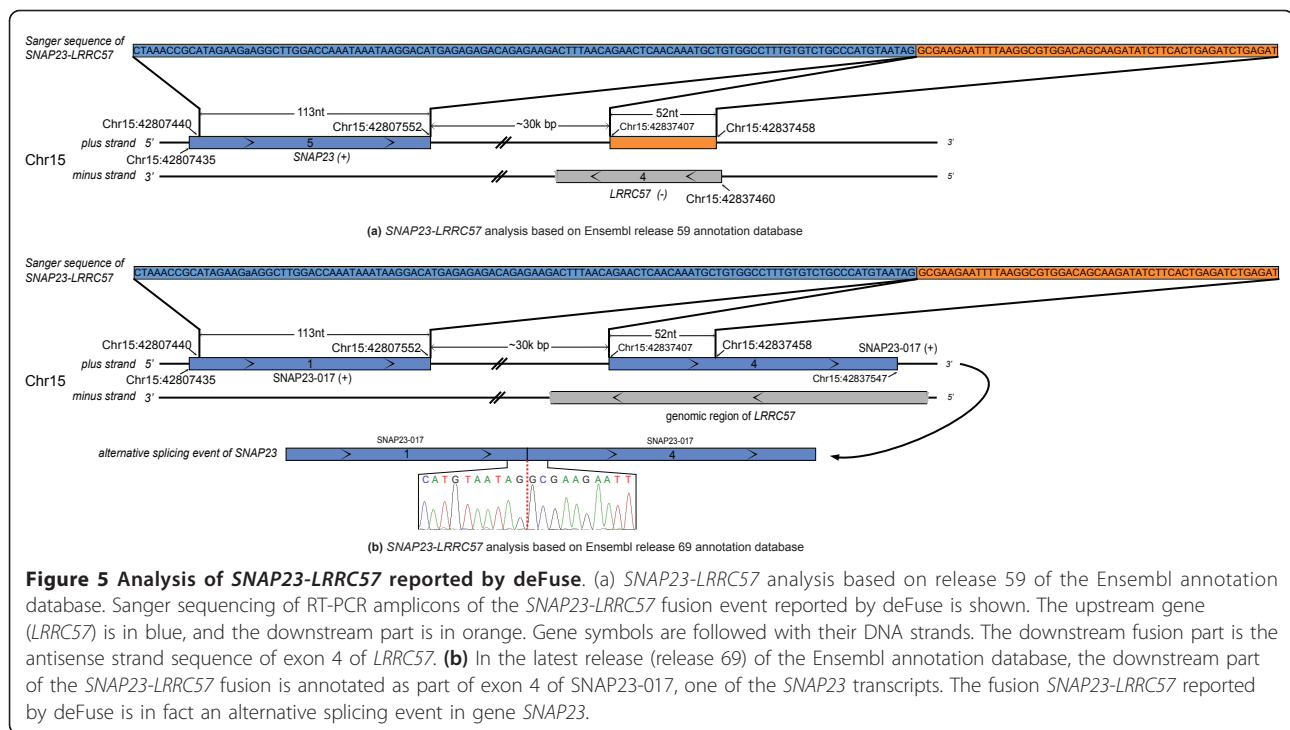 Sanger sequence of
SNAP23-LRRC57
CTAAACCGCATAGAAGaAGGCTTGGACCAAATAAATAAGGACATGAGAGAGACAGAGAAGACTTTAACAGAACTCAACAAATGCTGTGGCCTTTGTGTCTGCCCATGTAATAG GCGAAGAATTTTAAGGCGTGGACAGCAAGATATCTTCACTGAGATCTGAGAT
113nt
52nt
Chr15:42807440
Chr15:42807552
~30k bp
Chr15:42837407
Chr15:42837458
Chr15
plus strand 5'
5
3'
Chr15:42807435
SNAP23 (+)
minus strand 3'
4
5'
LRRC57 (-)
Chr15:42837460
(a) SNAP23-LRRC57 analysis based on Ensembl release 59 annotation database
Sanger sequence of
SNAP23-LRRC57
CTAAACCGCATAGAAGaAGGCTTGGACCAAATAAATAAGGACATGAGAGAGACAGAGAAGACTTTAACAGAACTCAACAAATGCTGTGGCCTTTGTGTCTGCCCATGTAATAG GCGAAGAATTTTAAGGCGTGGACAGCAAGATATCTTCACTGAGATCTGAGAT
113nt
52nt
Chr15:42807440
Chr15:42807552
~30k bp
Chr15:42837407
Chr15:42837458
SNAP23-017 (+)
Chr15
plus strand 5'
1
4
3'
Chr15:42807435
SNAP23-017 (+)
Chr15:42837547
minus strand 3'
5'
genomic region of LRRC57
SNAP23-017
SNAP23-017
alternative splicing event of SNAP23
1
4
CATGTAATAGGCGAAGAATT
(b) SNAP23-LRRC57 analysis based on Ensembl release 69 annotation database
Figure 5 Analysis of SNAP23-LRRC57 reported by deFuse. (a) SNAP23-LRRC57 analysis based on release 59 of the Ensembl annotation
database. Sanger sequencing of RT-PCR amplicons of the SNAP23-LRRC57 fusion event reported by deFuse is shown. The upstream gene
(LRRC57) is in blue, and the downstream part is in orange. Gene symbols are followed with their DNA strands. The downstream fusion part is the
antisense strand sequence of exon 4 of LRRC57. (b) In the latest release (release 69) of the Ensembl annotation database, the downstream part
of the SNAP23-LRRC57 fusion is annotated as part of exon 4 of SNAP23-017, one of the SNAP23 transcripts. The fusion SNAP23-LRRC57 reported
by deFuse is in fact an alternative splicing event in gene SNAP23.